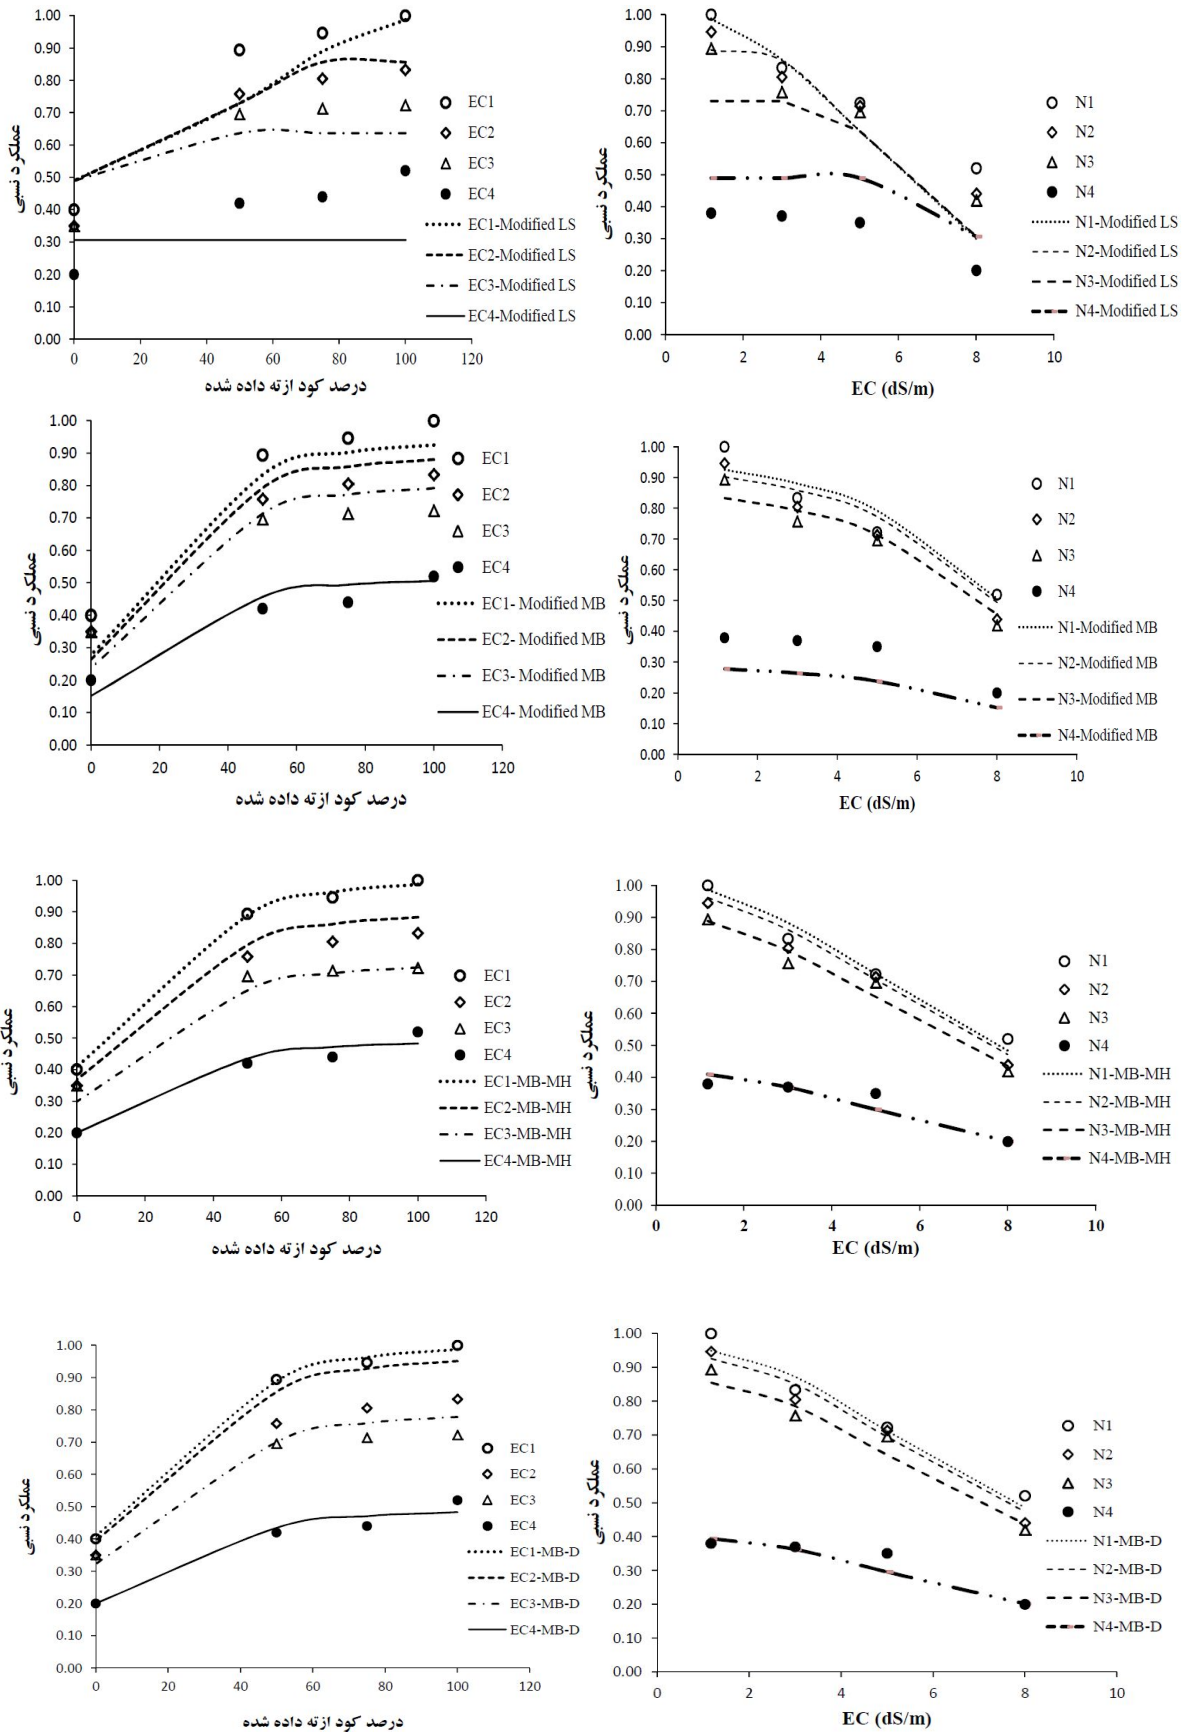 1.00
0.90
0.80
0.70
0.60
0.50
0.40
0.30
0.20
0.10
0.00
عملکرد نسبی
0 20 40 60 80 100 120
درصد کود ازته داده شده
EC1
EC2
EC3
EC4
EC1-Modified LS
EC2-Modified LS
EC3-Modified LS
EC4-Modified LS
1.00
0.90
0.80
0.70
0.60
0.50
0.40
0.30
0.20
0.10
0.00
عملکرد نسبی
0 2 4 6 8 10
EC (dS/m)
N1
N2
N3
N4
N1-Modified LS
N2-Modified LS
N3-Modified LS
N4-Modified LS
1.00
0.90
0.80
0.70
0.60
0.50
0.40
0.30
0.20
0.10
0.00
عملکرد نسبی
0 20 40 60 80 100 120
درصد کود ازته داده شده
EC1
EC2
EC3
EC4
EC1- Modified MB
EC2- Modified MB
EC3- Modified MB
EC4- Modified MB
1.00
0.90
0.80
0.70
0.60
0.50
0.40
0.30
0.20
0.10
0.00
عملکرد نسبی
0 2 4 6 8 10
EC (dS/m)
N1
N2
N3
N4
N1-Modified MB
N2-Modified MB
N3-Modified MB
N4-Modified MB
1.00
0.90
0.80
0.70
0.60
0.50
0.40
0.30
0.20
0.10
0.00
عملکرد نسبی
0 20 40 60 80 100 120
درصد کود ازته داده شده
EC1
EC2
EC3
EC4
EC1-MB-MH
EC2-MB-MH
EC3-MB-MH
EC4-MB-MH
1.00
0.90
0.80
0.70
0.60
0.50
0.40
0.30
0.20
0.10
0.00
عملکرد نسبی
0 2 4 6 8 10
EC (dS/m)
N1
N2
N3
N4
N1-MB-MH
N2-MB-MH
N3-MB-MH
N4-MB-MH
1.00
0.90
0.80
0.70
0.60
0.50
0.40
0.30
0.20
0.10
0.00
عملکرد نسبی
0 20 40 60 80 100 120
درصد کود ازته داده شده
EC1
EC2
EC3
EC4
EC1-MB-D
EC2-MB-D
EC3-MB-D
EC4-MB-D
1.00
0.90
0.80
0.70
0.60
0.50
0.40
0.30
0.20
0.10
0.00
عملکرد نسبی
0 2 4 6 8 10
EC (dS/m)
N1
N2
N3
N4
N1-MB-D
N2-MB-D
N3-MB-D
N4-MB-D